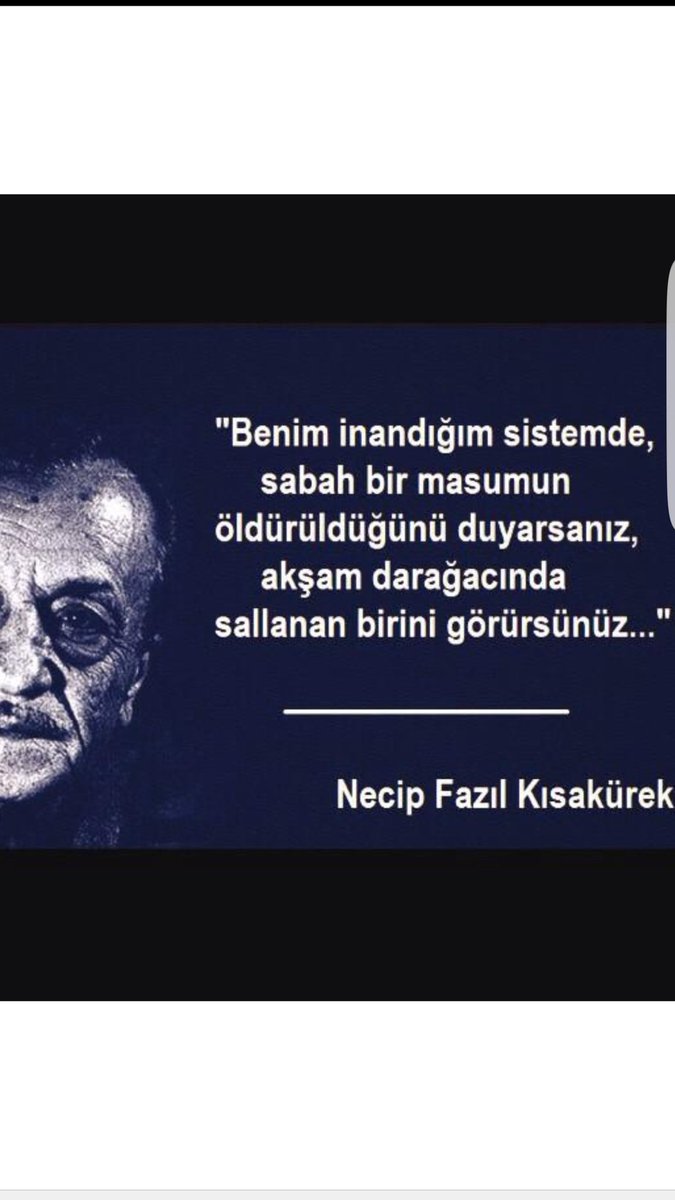 "Benim inandığım sistemde,
sabah bir masumun
öldürüldüğünü duyarsanız,
akşam darağacında
sallanan birini görürsünüz..."
Necip Fazıl Kısakürek